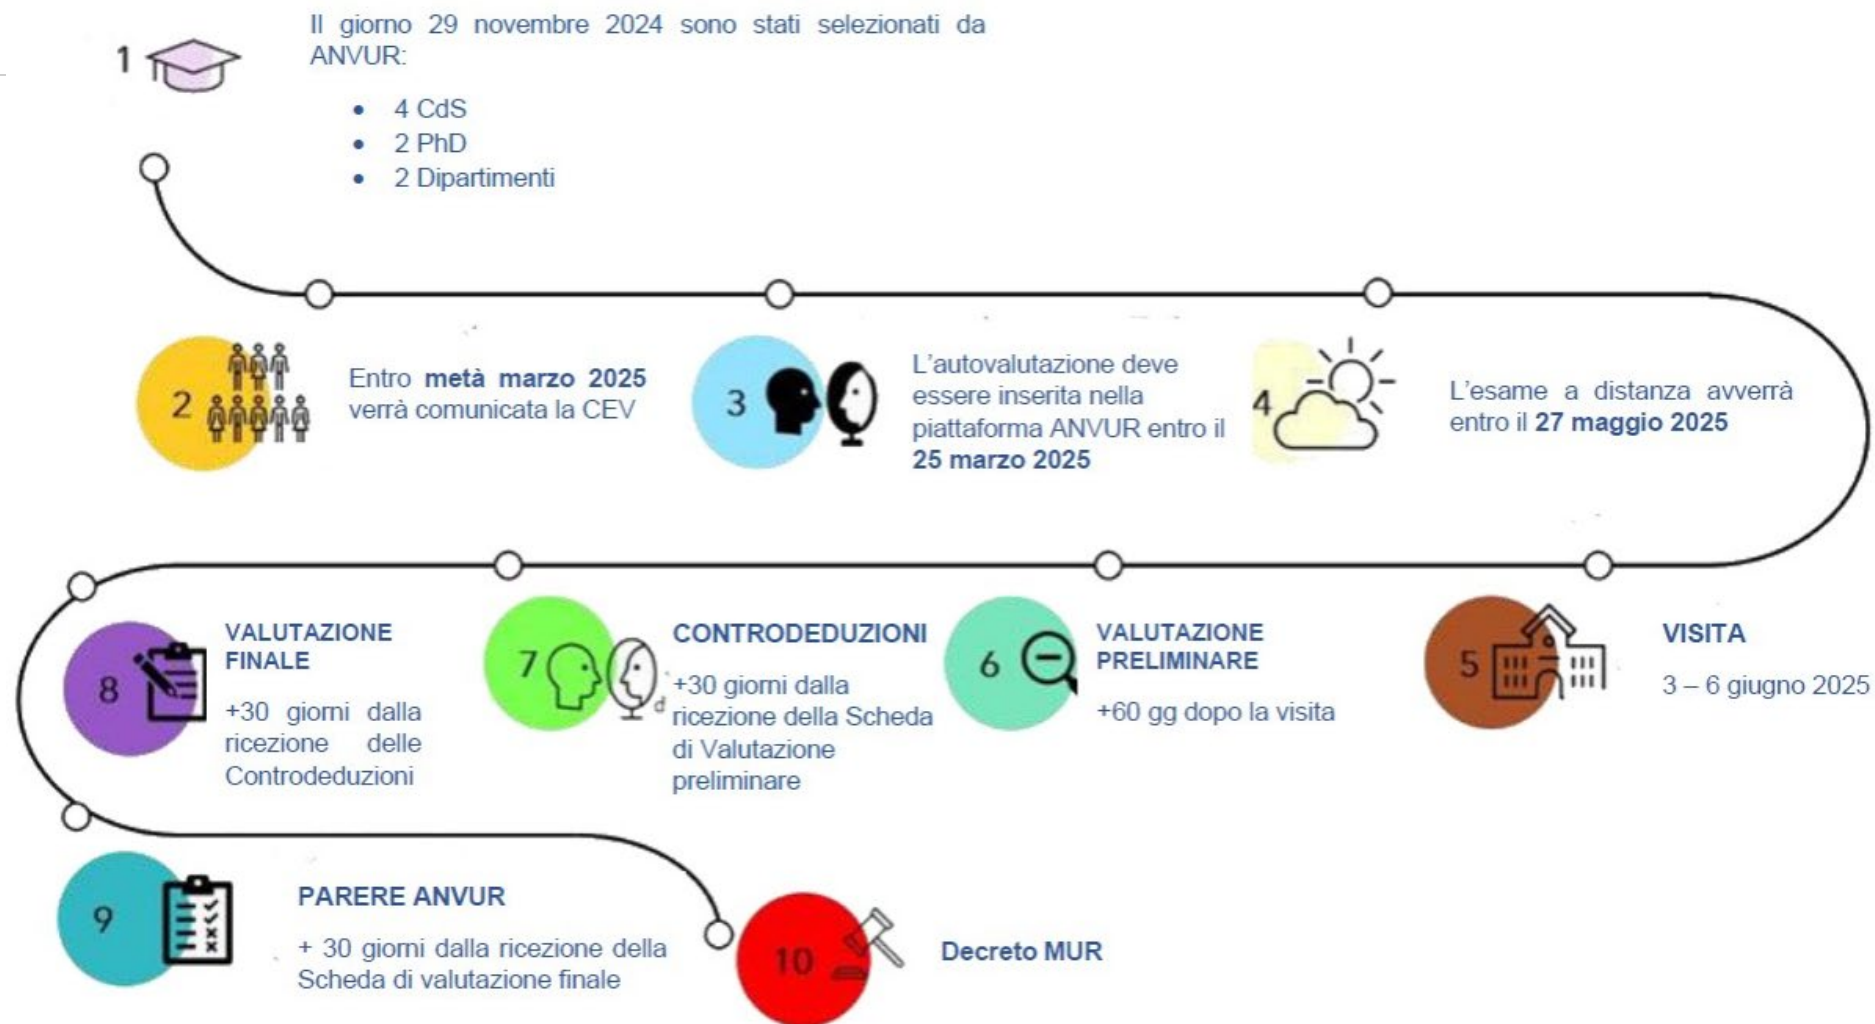 1
Il giorno 29 novembre 2024 sono stati selezionati da
ANVUR:
• 4 CdS
• 2 PhD
• 2 Dipartimenti
2
Entro metà marzo 2025
verrà comunicata la CEV
3
L'autovalutazione deve
essere inserita nella
piattaforma ANVUR entro il
25 marzo 2025
4
L'esame a distanza avverrà
entro il 27 maggio 2025
5
VISITA
3 – 6 giugno 2025
6
VALUTAZIONE
PRELIMINARE
+60 gg dopo la visita
7
CONTRODEDUZIONI
+30 giorni dalla
ricezione della Scheda
di Valutazione
preliminare
d
8
VALUTAZIONE
FINALE
+30 giorni dalla
ricezione delle
Controdeduzioni
9
PARERE ANVUR
+ 30 giorni dalla ricezione della
Scheda di valutazione finale
10
Decreto MUR